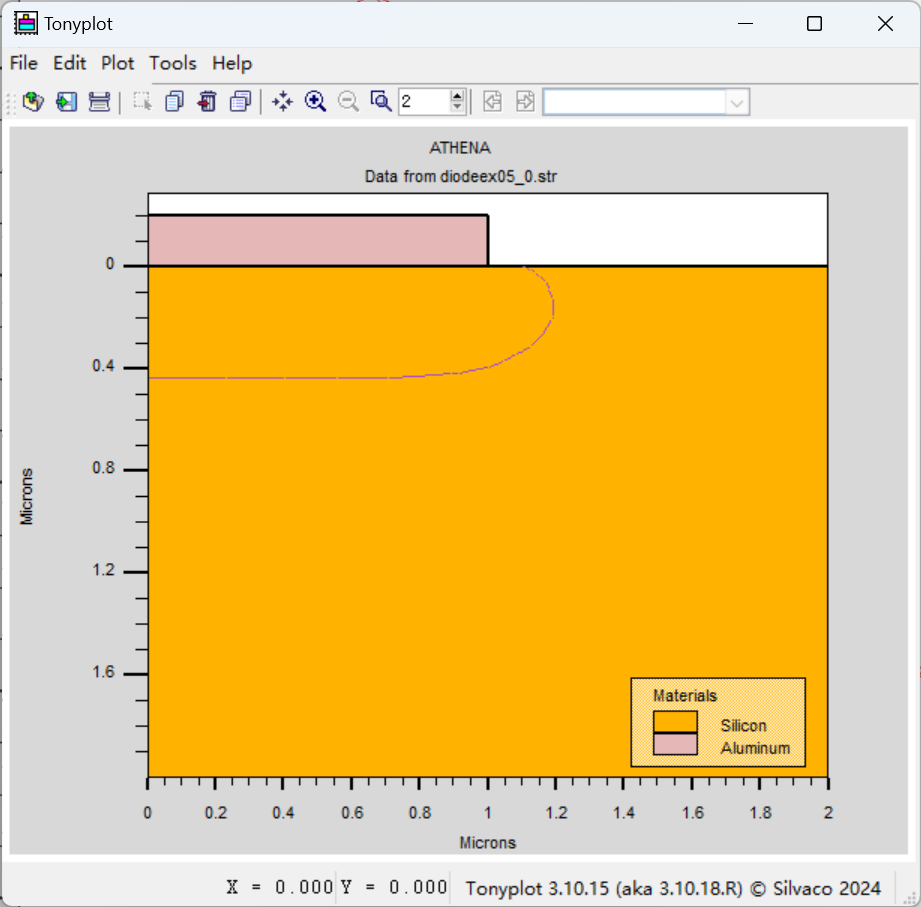 Tonyplot
File Edit Plot Tools Help
2
ATHENA
Data from diodeex05_0.str
0
0.4
0.8
1.2
1.6
Microns
Materials
Silicon
Aluminum
0 0.2 0.4 0.6 0.8 1 1.2 1.4 1.6 1.8 2
Microns
X = 0.000 Y = 0.000 Tonyplot 3.10.15 (aka 3.10.18.R) © Silvaco 2024